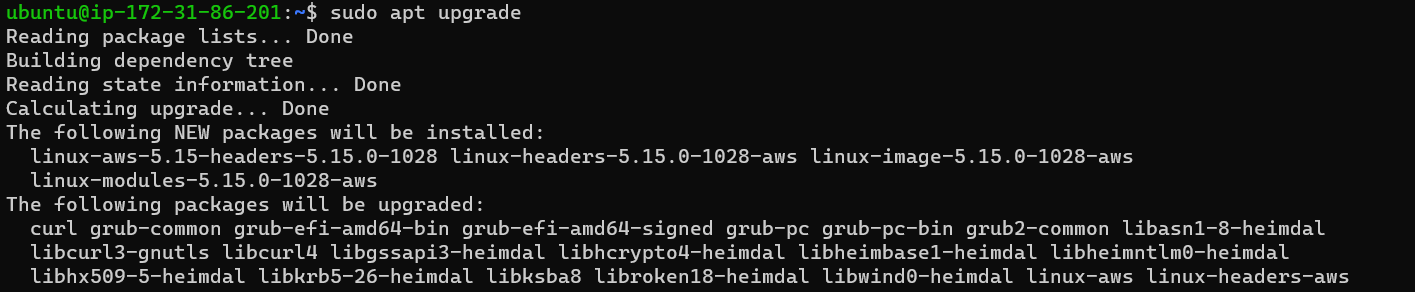 ubuntu@ip-172-31-86-201:~$ sudo apt upgrade
Reading package lists... Done
Building dependency tree
Reading state information... Done
Calculating upgrade... Done
The following NEW packages will be installed:
  linux-aws-5.15-headers-5.15.0-1028 linux-headers-5.15.0-1028-aws linux-image-5.15.0-1028-aws
  linux-modules-5.15.0-1028-aws
The following packages will be upgraded:
  curl grub-common grub-efi-amd64-bin grub-efi-amd64-signed grub-pc grub-pc-bin grub2-common libasn1-8-heimdal
  libcurl3-gnutls libcurl4 libgssapi3-heimdal libhcrypto4-heimdal libheimbase1-heimdal libheimntlm0-heimdal
  libhx509-5-heimdal libkrb5-26-heimdal libksba8 libroken18-heimdal libwind0-heimdal linux-aws linux-headers-aws